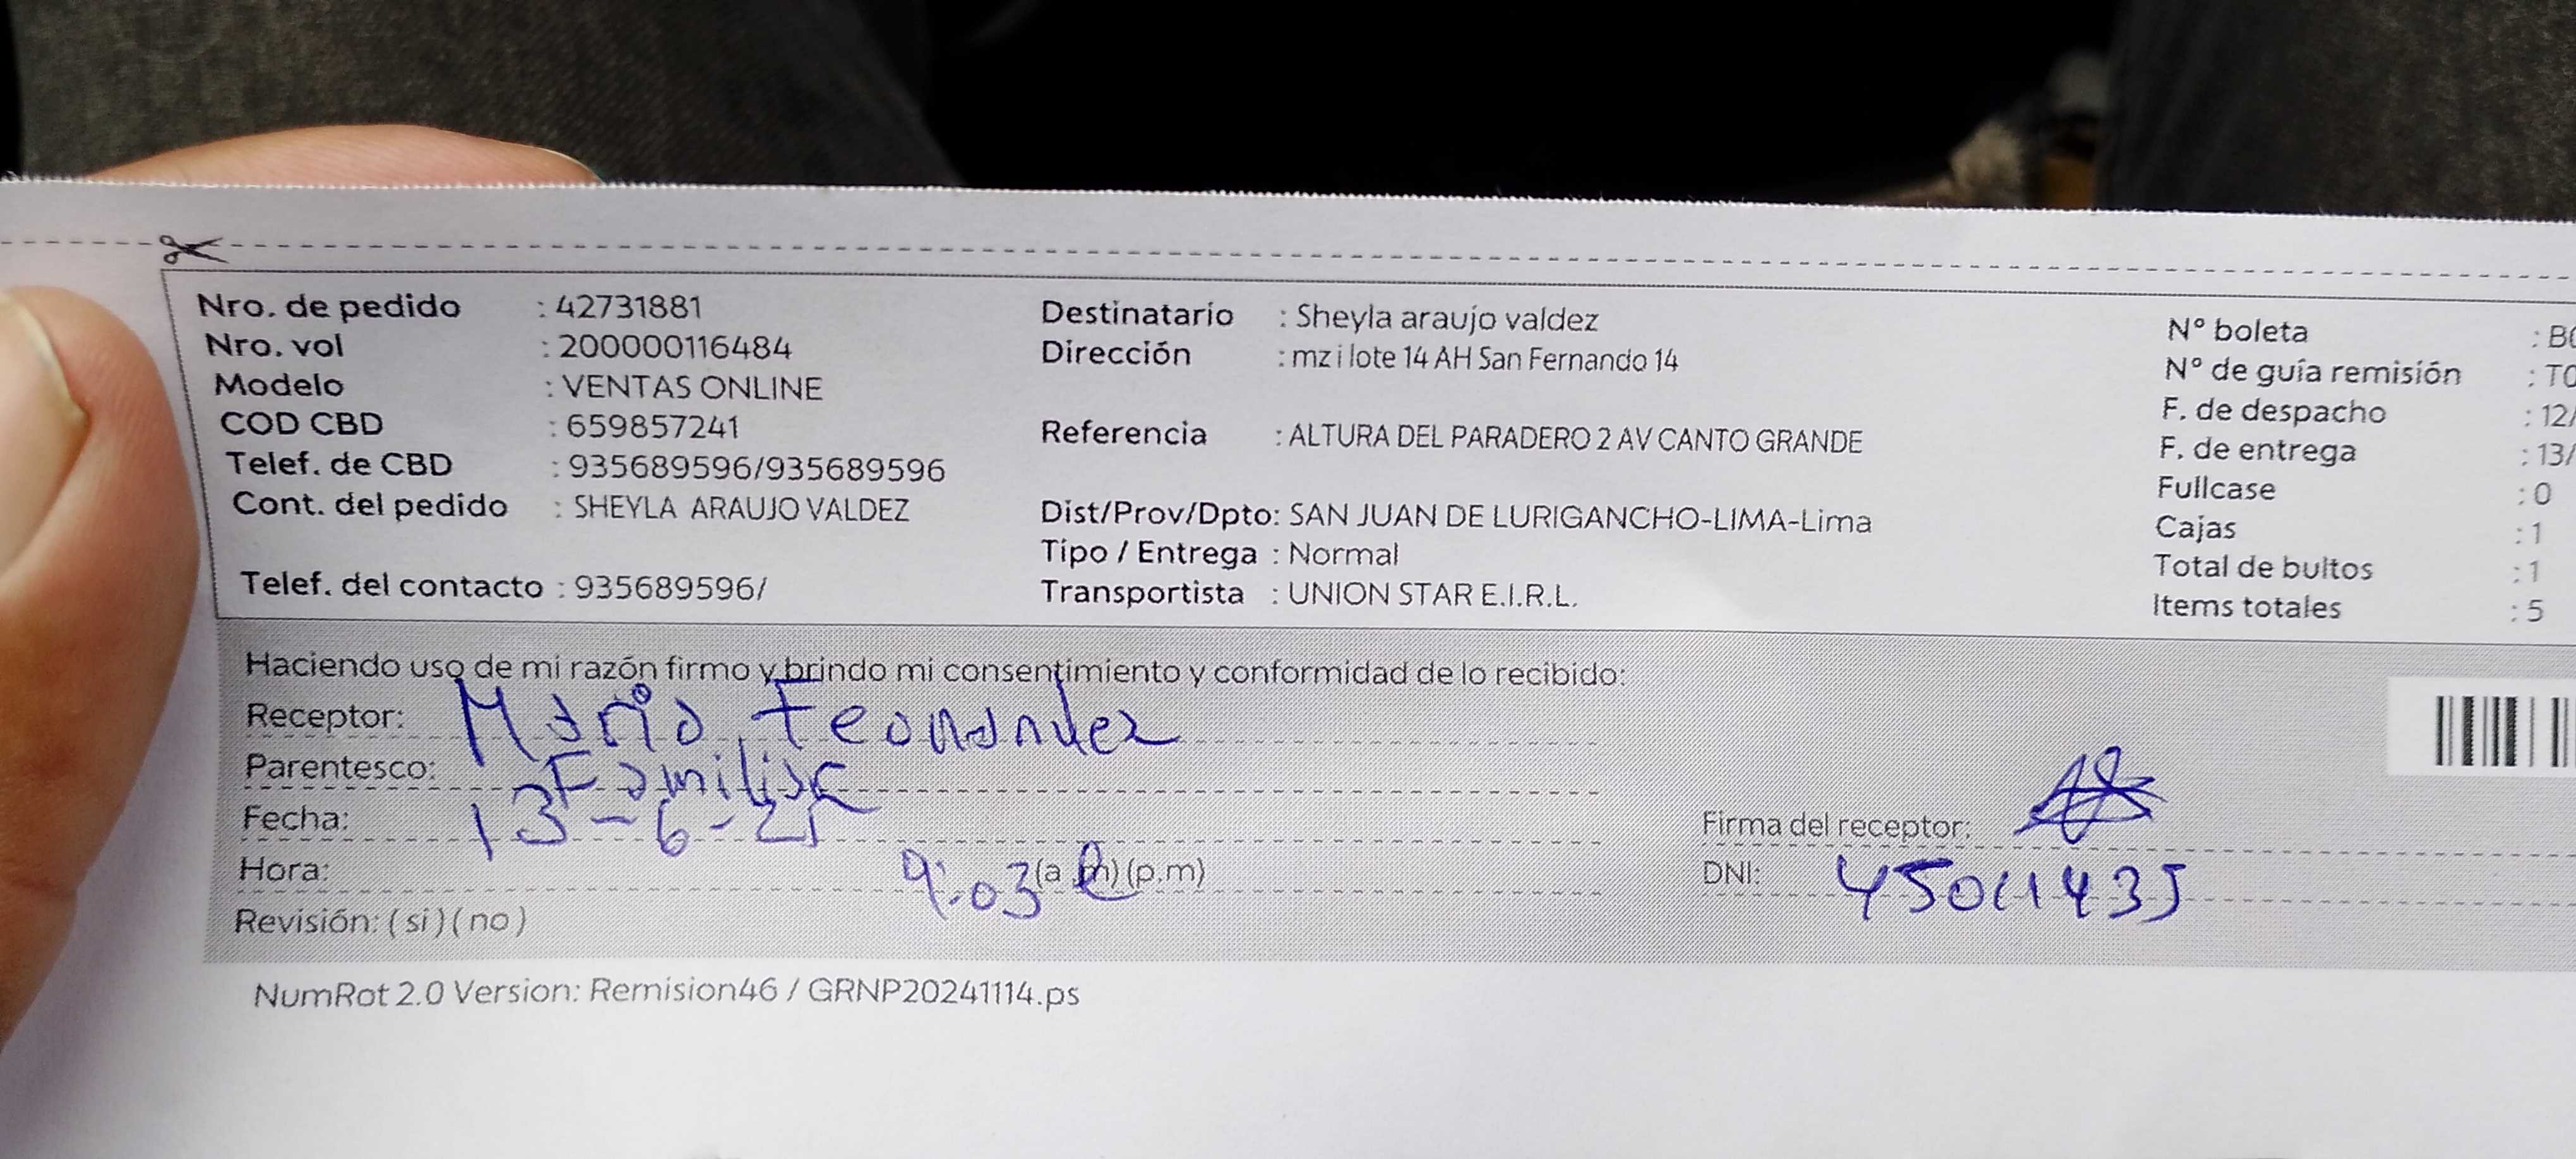 Nro. de pedido : 42731881
Nro. vol : 200000116484
Modelo : VENTAS ONLINE
COD CBD : 659857241
Telef. de CBD : 935689596/935689596
Cont. del pedido : SHEYLA ARAUJO VALDEZ
Telef. del contacto : 935689596/
Destinatario : Sheyla araujo valdez
Dirección : mz i lote 14 AH San Fernando 14
Referencia : ALTURA DEL PARADERO 2 AV CANTO GRANDE
Dist/Prov/Dpto: SAN JUAN DE LURIGANCHO-LIMA-Lima
Tipo / Entrega : Normal
Transportista : UNION STAR E.I.R.L.
N° boleta : B0
N° de guía remisión : T0
F. de despacho : 12/
F. de entrega : 13/
Fullcase : 0
Cajas : 1
Total de bultos : 1
Items totales : 5
Haciendo uso de mi razón firmo y brindo mi consentimiento y conformidad de lo recibido:
Receptor: Mario Fernandez
Parentesco: Familiar
Fecha: 13-6-25
Hora: 9:03 (a.m) (p.m)
Revisión: (si) (no)
Firma del receptor:
DNI: 45011435
NumRot 2.0 Version: Remision46 / GRNP20241114.ps